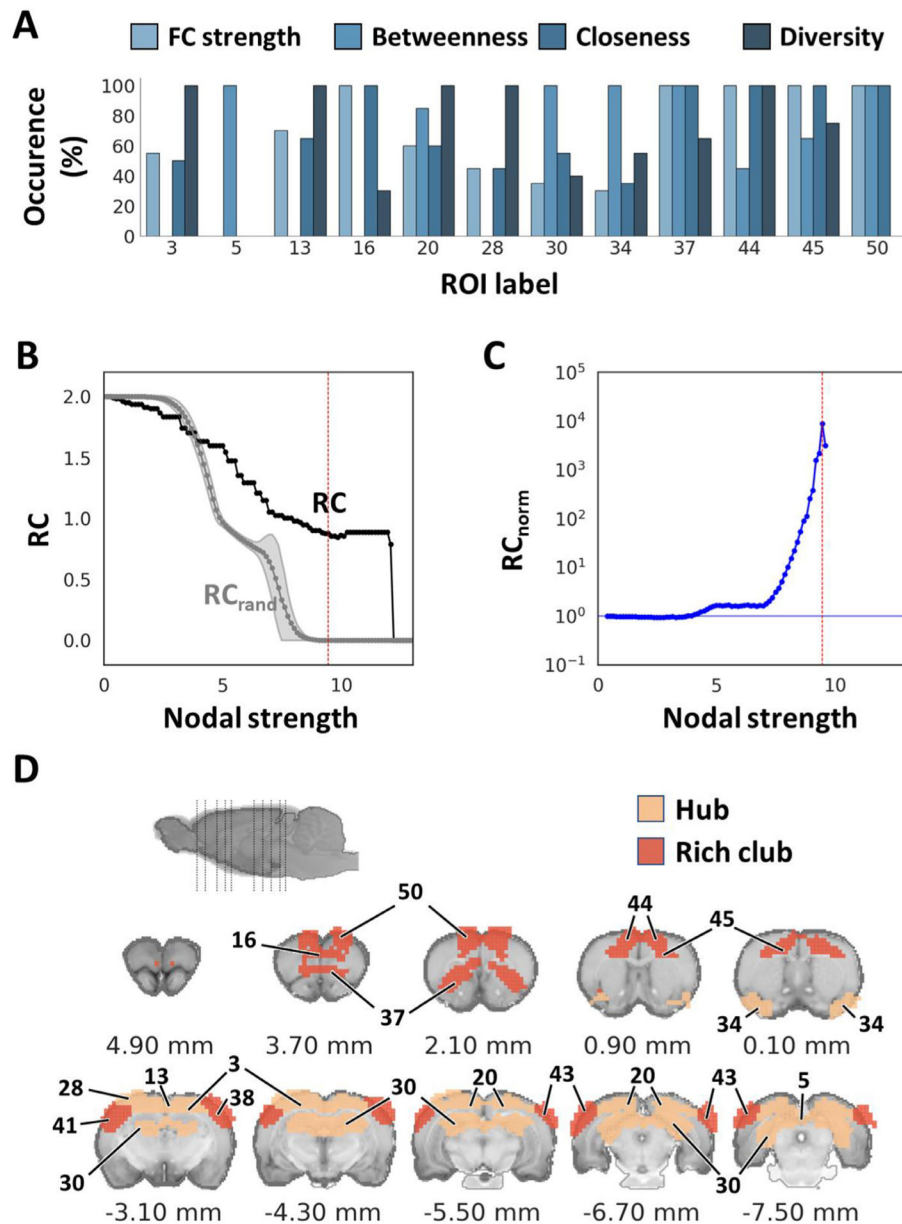 A
FC strength Betweenness Closeness Diversity
Occurence
(%)
100
80
60
40
20
0
3 5 13 16 20 28 30 34 37 44 45 50
ROI label
B
RC
2.0
1.5
1.0
0.5
0.0
RC
RCrand
0 5 10
Nodal strength
C
RCnorm
10^5
10^4
10^3
10^2
10^1
10^0
10^-1
0 5 10
Nodal strength
D
Hub
Rich club
50 44
16 45
37 34 34
4.90 mm 3.70 mm 2.10 mm 0.90 mm 0.10 mm
28 13 3 30 20 43 20 43 5
41 38
30 30
-3.10 mm -4.30 mm -5.50 mm -6.70 mm -7.50 mm